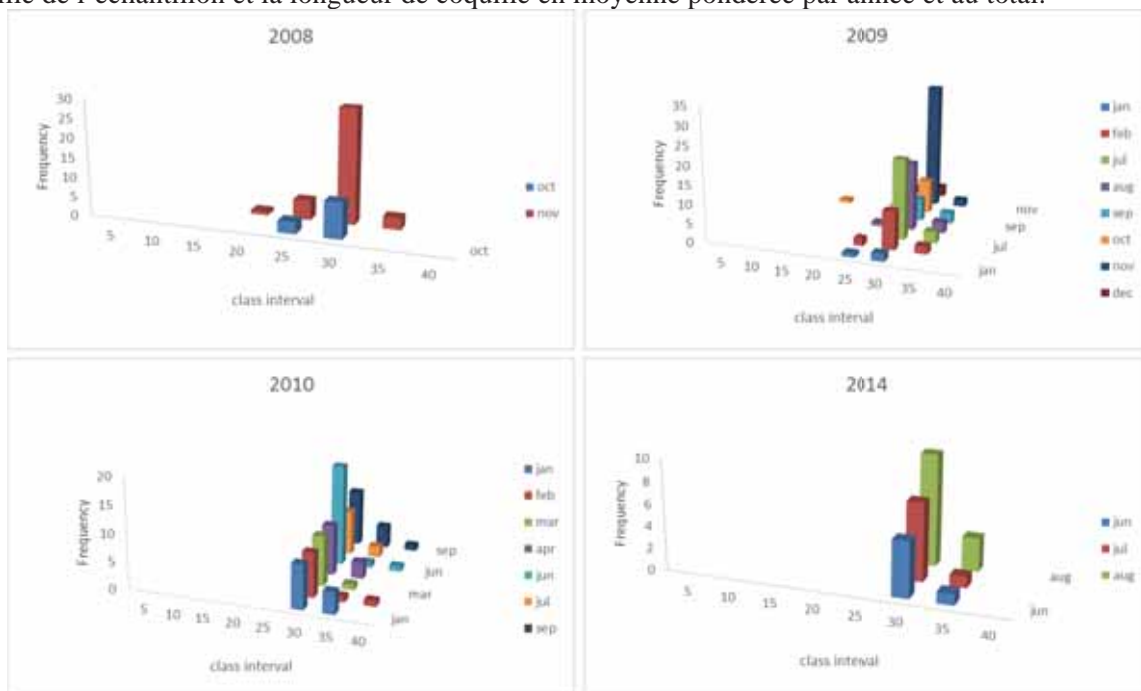 lle de l'échantillon et la longueur de coquille en moyenne pondérée par année et au total.
2008
30
25
20
15
10
5
0
Frequency
5 10 15 20 25 30 35 40
class interval
oct
oct
nov
2009
35
30
25
20
15
10
5
0
Frequency
5 10 15 20 25 30 35 40
class interval
nov
sep
jul
jan
jan
feb
jul
aug
sep
oct
nov
dec
2010
20
15
10
5
0
Frequency
5 10 15 20 25 30 35 40
class interval
sep
jun
mar
jan
jan
feb
mar
apr
jun
jul
sep
2014
10
8
6
4
2
0
Frequency
5 10 15 20 25 30 35 40
class interval
aug
jun
jun
jul
aug